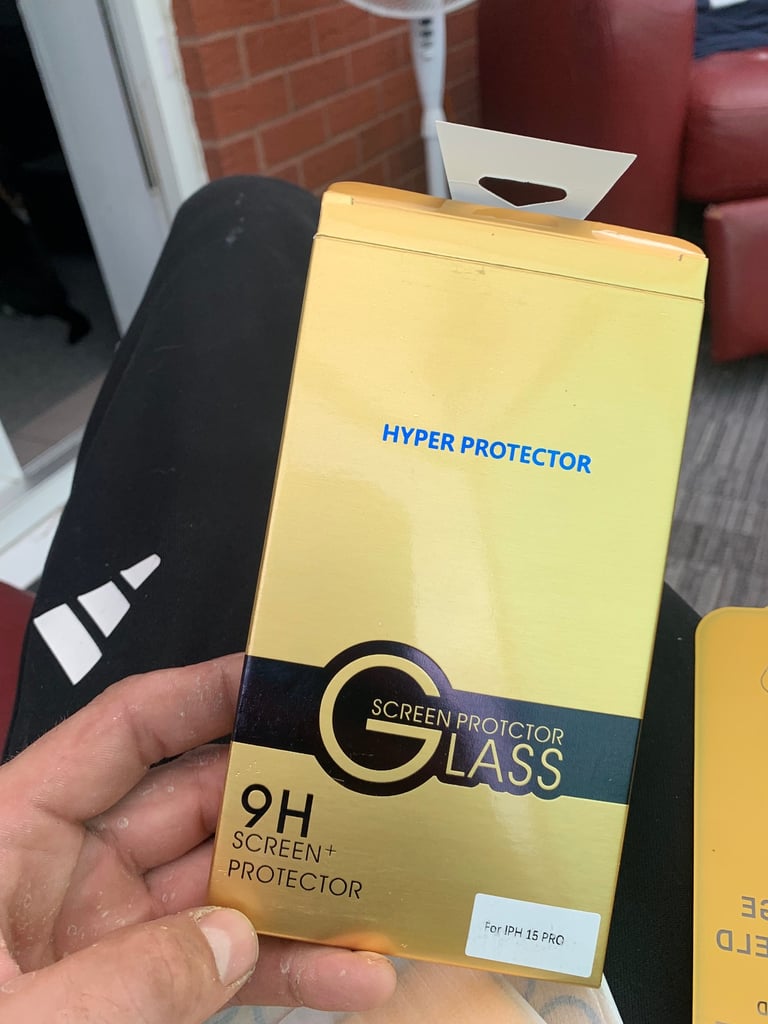 HYPER PROTECTOR
SCREEN PROTCTOR
GLASS
9H
SCREEN+
PROTECTOR
For IPH 15 PRO